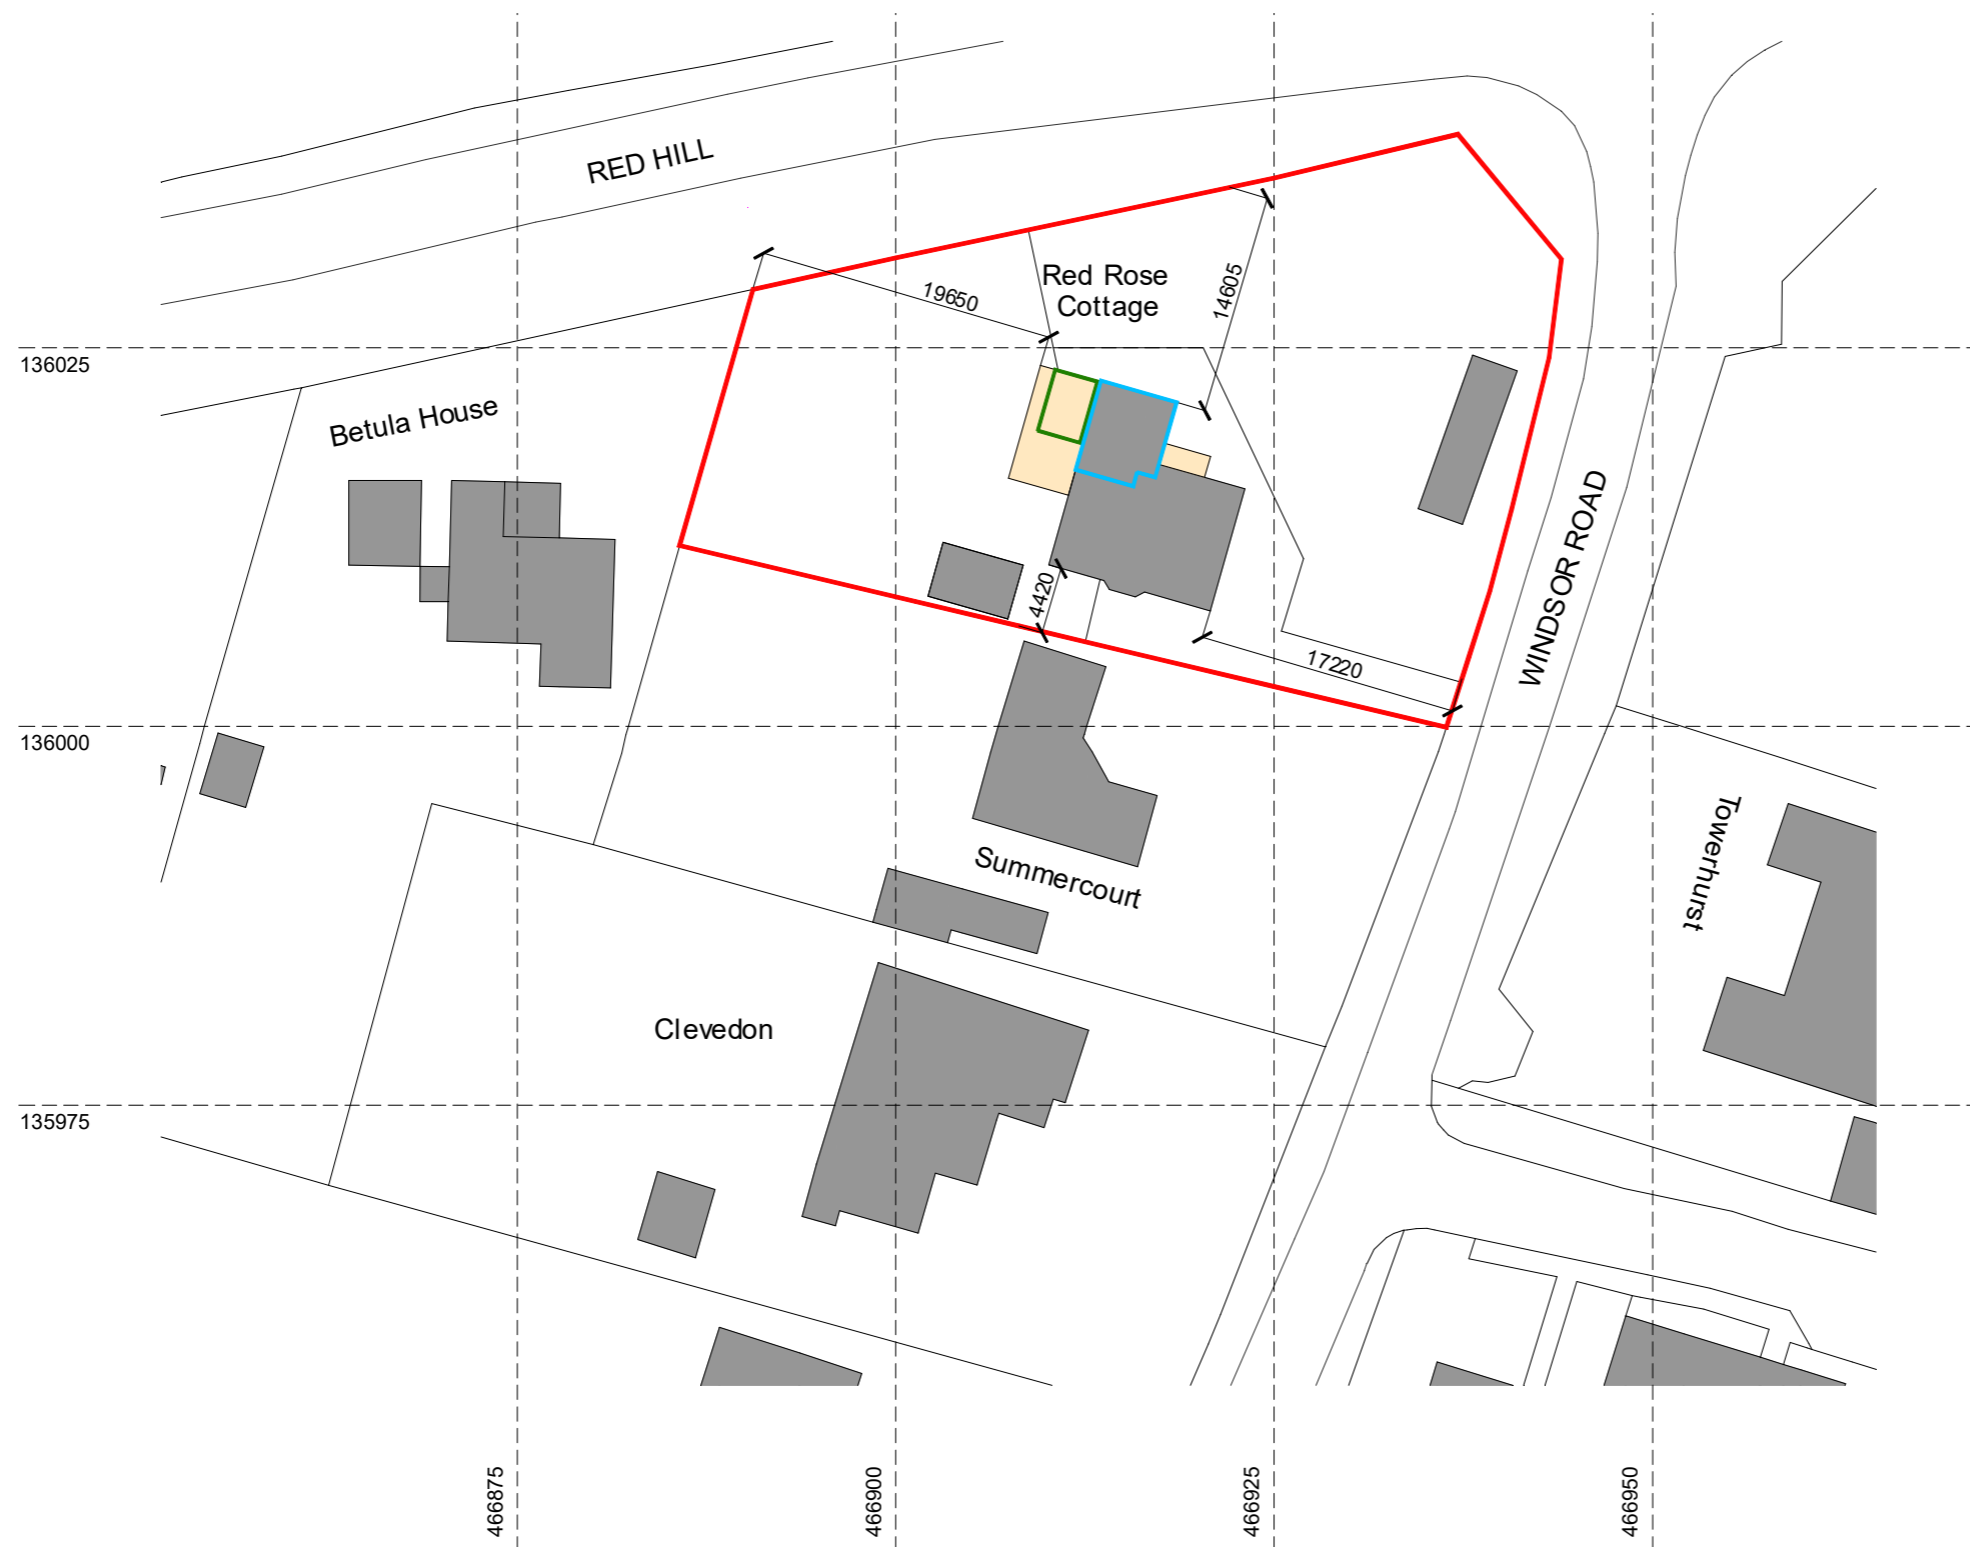 RED HILL
Red Rose
Cottage
19650
14605
136025
Betula House
WINDSOR ROAD
4420
17220
136000
Towerhurst
Summercourt
Clevedon
135975
466875
466900
466925
466950